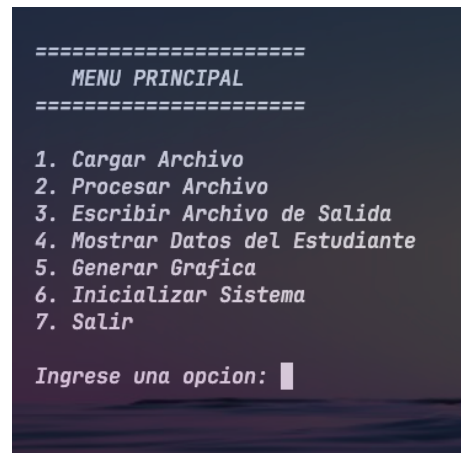 ======================
MENU PRINCIPAL
======================
1. Cargar Archivo
2. Procesar Archivo
3. Escribir Archivo de Salida
4. Mostrar Datos del Estudiante
5. Generar Grafica
6. Inicializar Sistema
7. Salir
Ingrese una opcion: